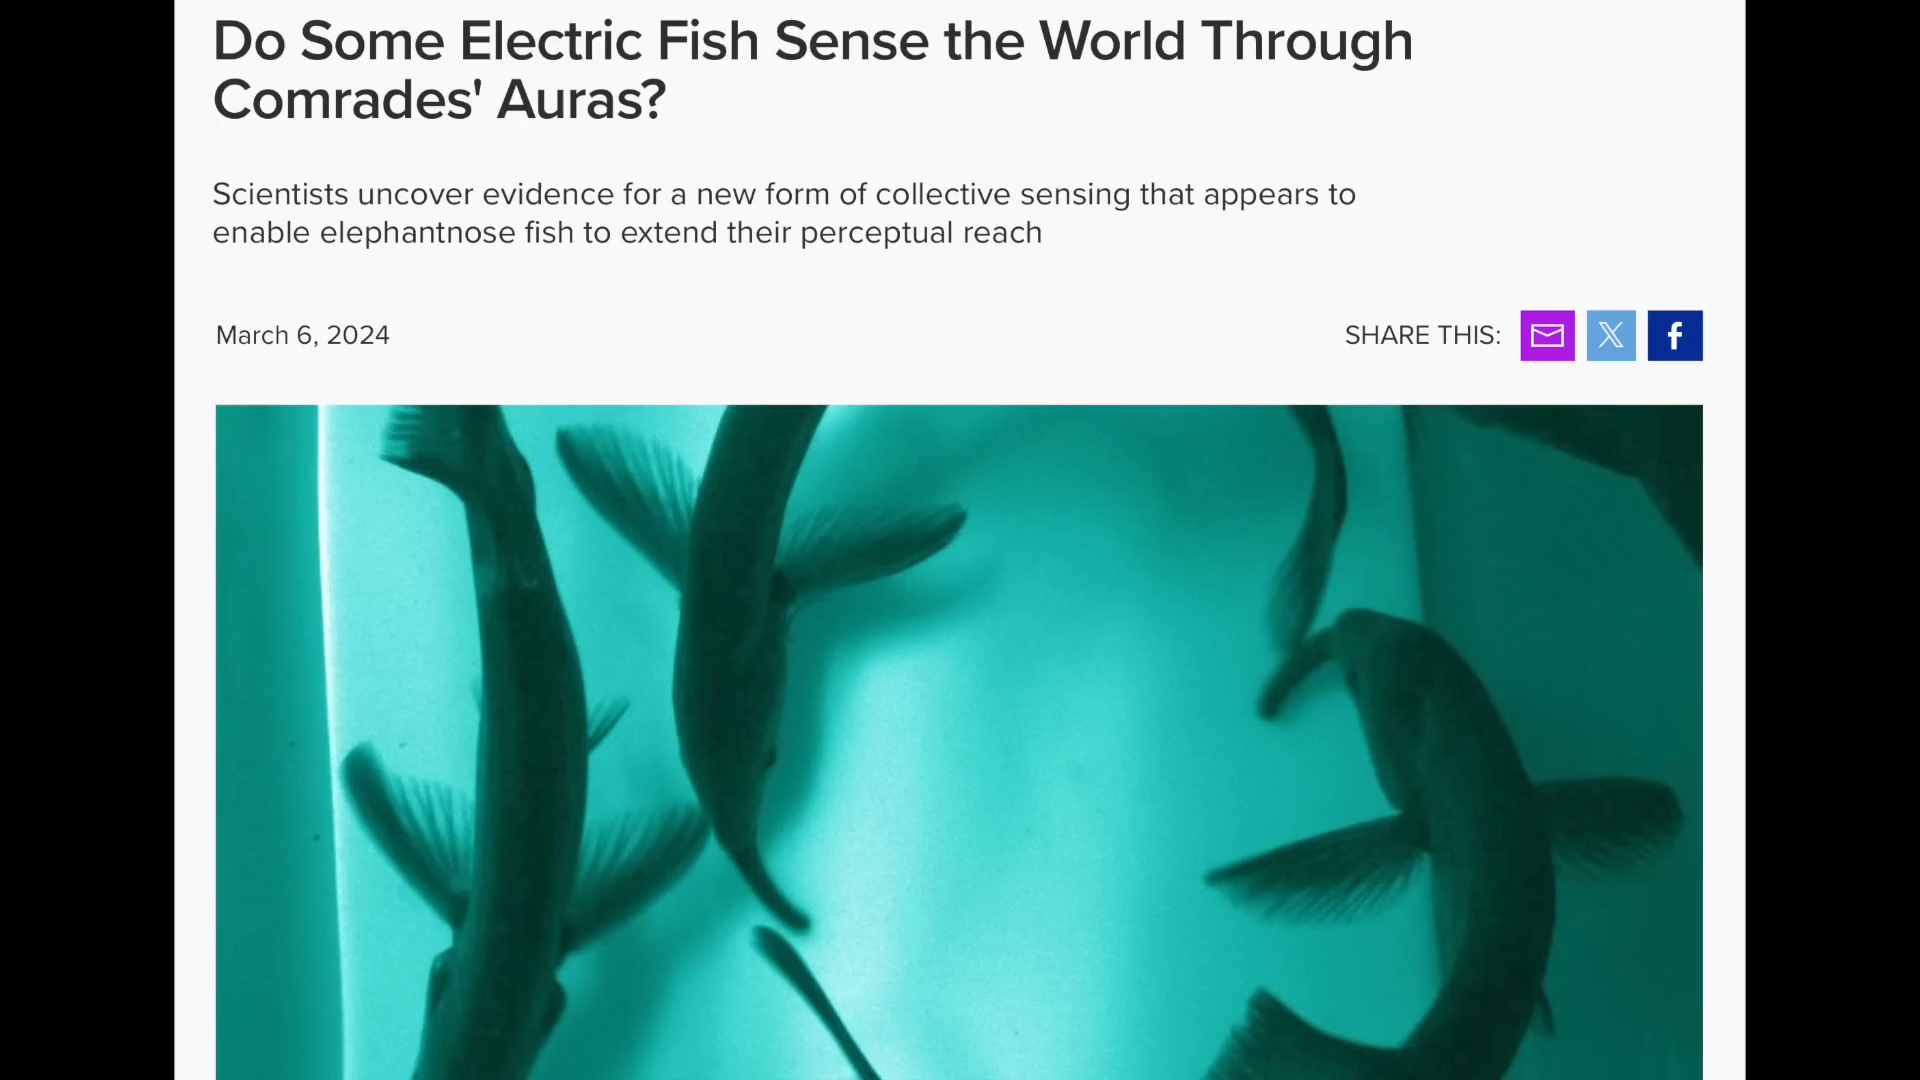 Do Some Electric Fish Sense the World Through
Comrades' Auras?
Scientists uncover evidence for a new form of collective sensing that appears to
enable elephantnose fish to extend their perceptual reach
March 6, 2024
SHARE THIS: